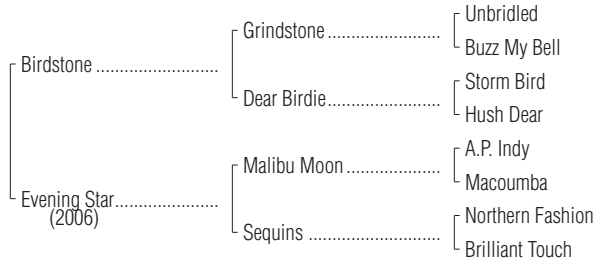 Unbridled
Grindstone ........................
Buzz My Bell
Birdstone ..........................
Storm Bird
Dear Birdie........................
Hush Dear
A.P. Indy
Malibu Moon ....................
Macoumba
Evening Star......................
(2006)
Northern Fashion
Sequins ............................
Brilliant Touch